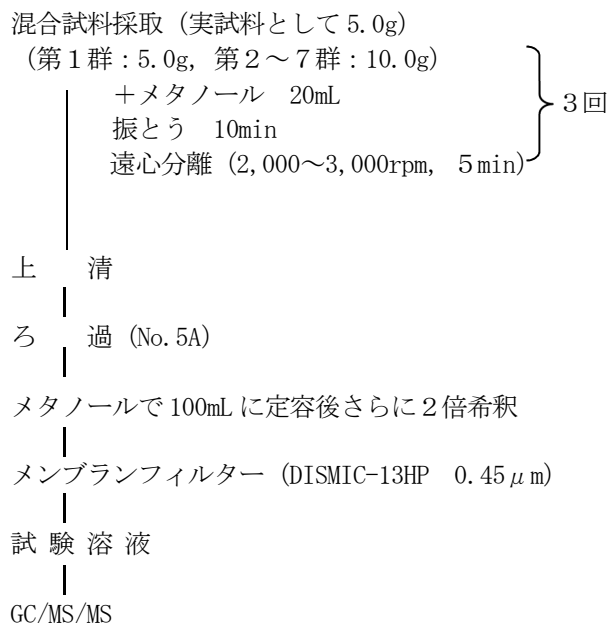 混合試料採取（実試料として5.0g）
（第１群：5.0g, 第２～７群：10.0g）
＋メタノール　20mL
振とう　10min
遠心分離（2,000～3,000rpm, ５min）
３回
上　　清
ろ　　過（No.5A）
メタノールで100mLに定容後さらに２倍希釈
メンブランフィルター（DISMIC-13HP　0.45μm）
試 験 溶 液
GC/MS/MS